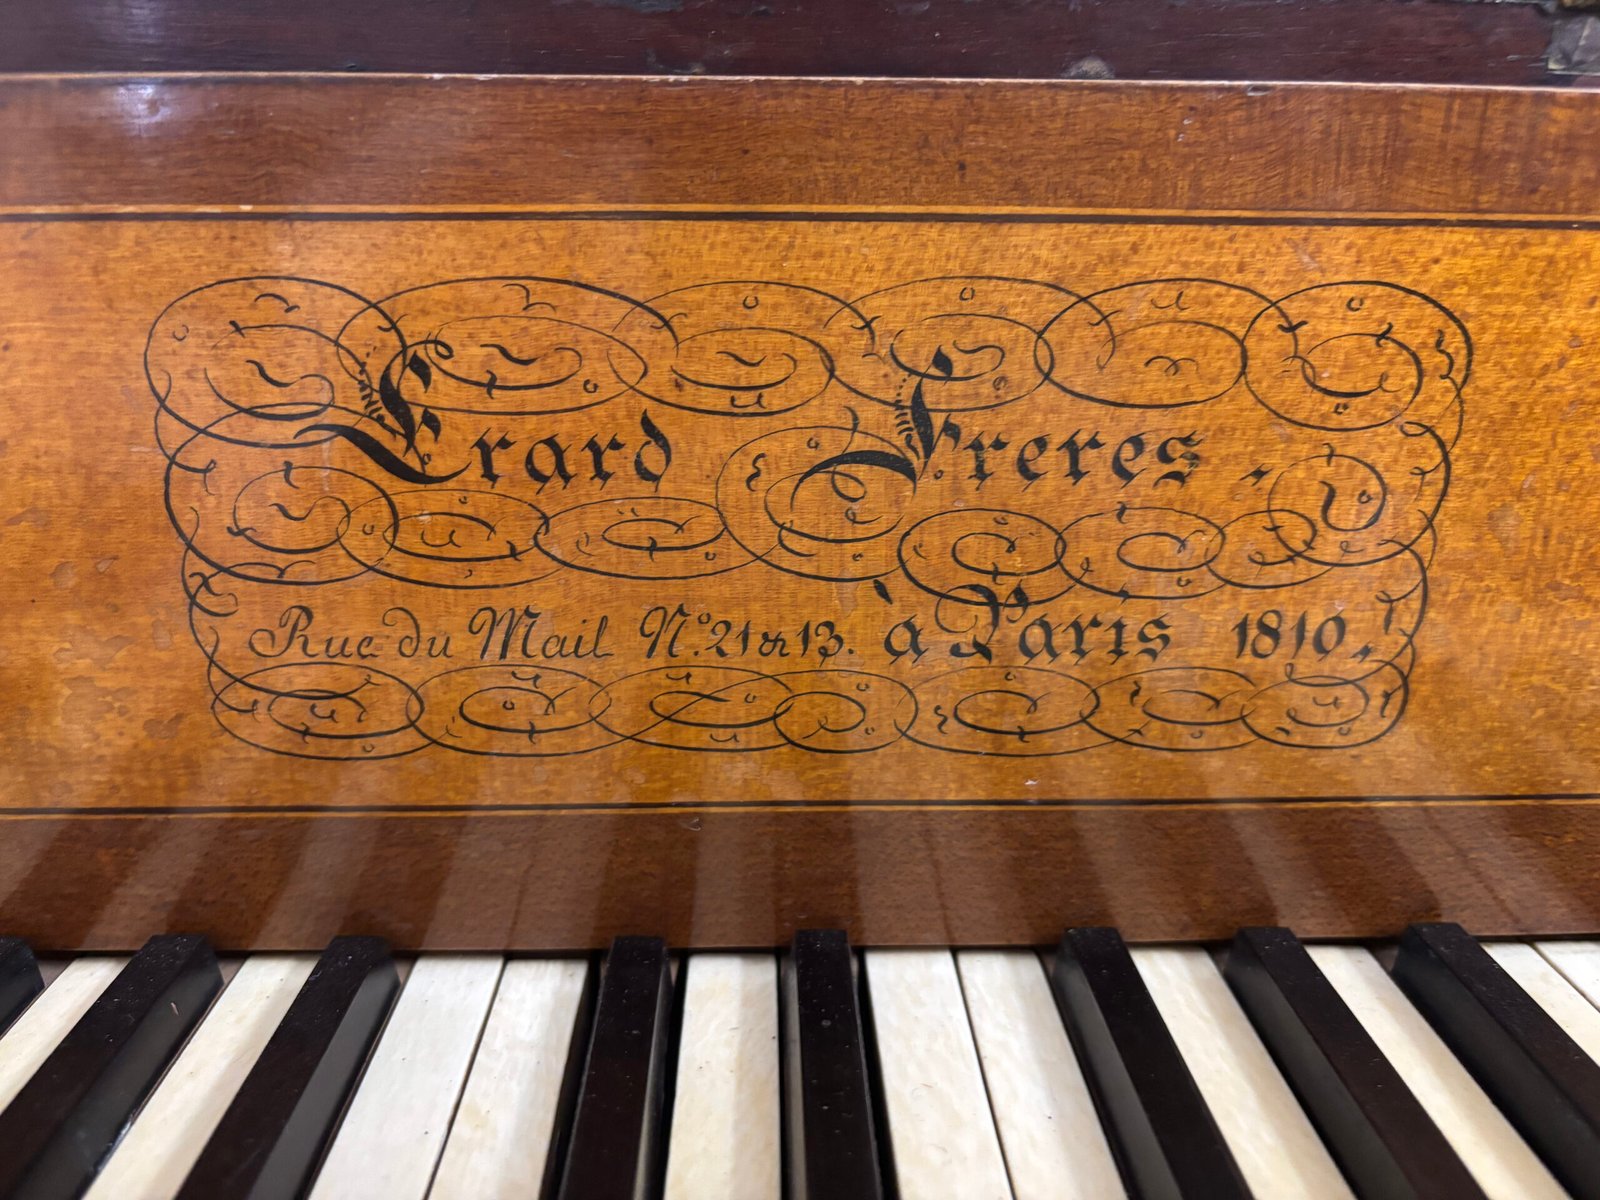 Erard Freres.
Rue du Mail N.° 21 & 13. à Paris 1810.